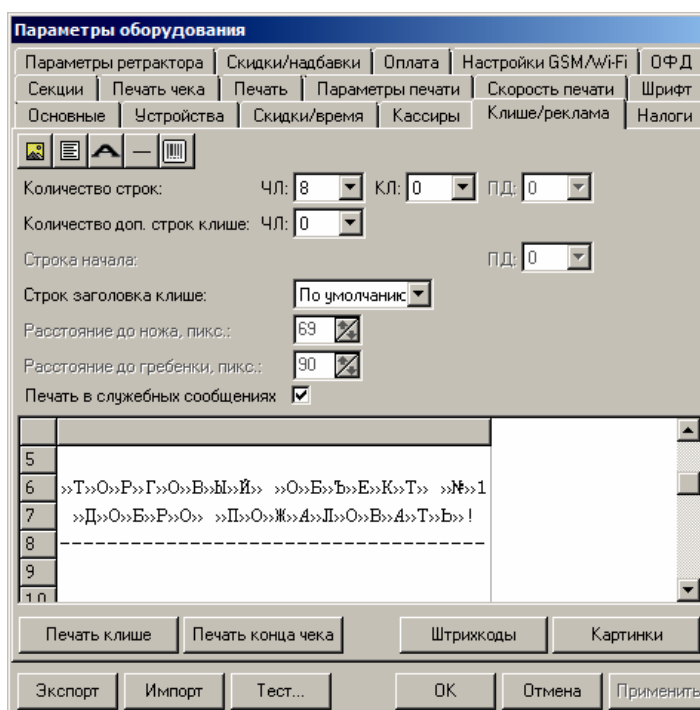 Параметры оборудования
Параметры ретрактора Скидки/надбавки Оплата Настройки GSM/Wi-Fi ОФД
Секции Печать чека Печать Параметры печати Скорость печати Шрифт
Основные Устройства Скидки/время Кассиры Клише/реклама Налоги
Количество строк: ЧЛ: 8 КЛ: 0 ПД: 0
Количество доп. строк клише: ЧЛ: 0
Строка начала: ПД: 0
Строк заголовка клише: По умолчанию
Расстояние до ножа, пикс.: 69
Расстояние до гребенки, пикс.: 90
Печать в служебных сообщениях
5
6 »Т»О»Р»Г»О»В»Ы»Й» »О»Б»Ъ»Е»К»Т» »№»1
7 »Д»О»Б»Р»О» »П»О»Ж»А»Л»О»В»А»Т»Ь»!
8 ------------------------------------
9
10
Печать клише Печать конца чека Штрихкоды Картинки
Экспорт Импорт Тест... ОК Отмена Применить